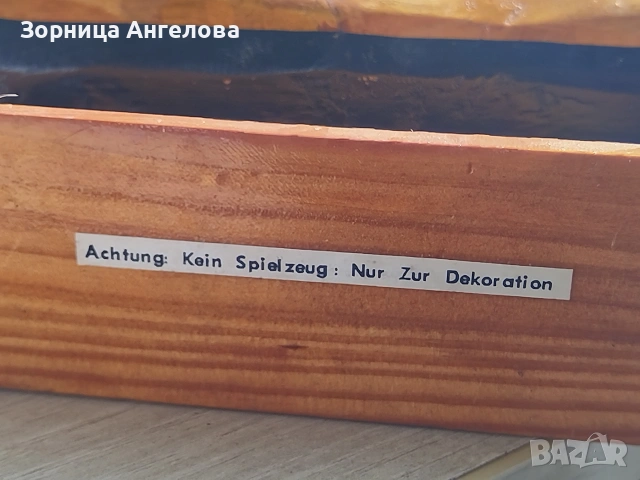 Зорница Ангелова
Achtung: Kein Spielzeug: Nur Zur Dekoration
BAZAR